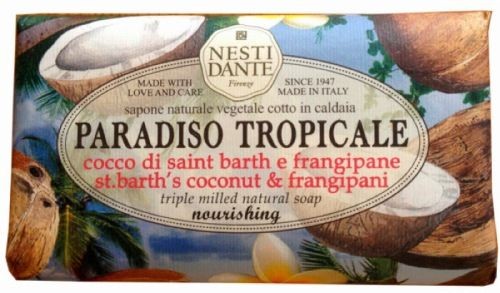 NESTI
DANTE
Firenze
MADE WITH
LOVE AND CARE
SINCE 1947
MADE IN ITALY
sapone naturale vegetale cotto in caldaia
PARADISO TROPICALE
cocco di saint barth e frangipane
st.barth's coconut & frangipani
triple milled natural soap
nourishing